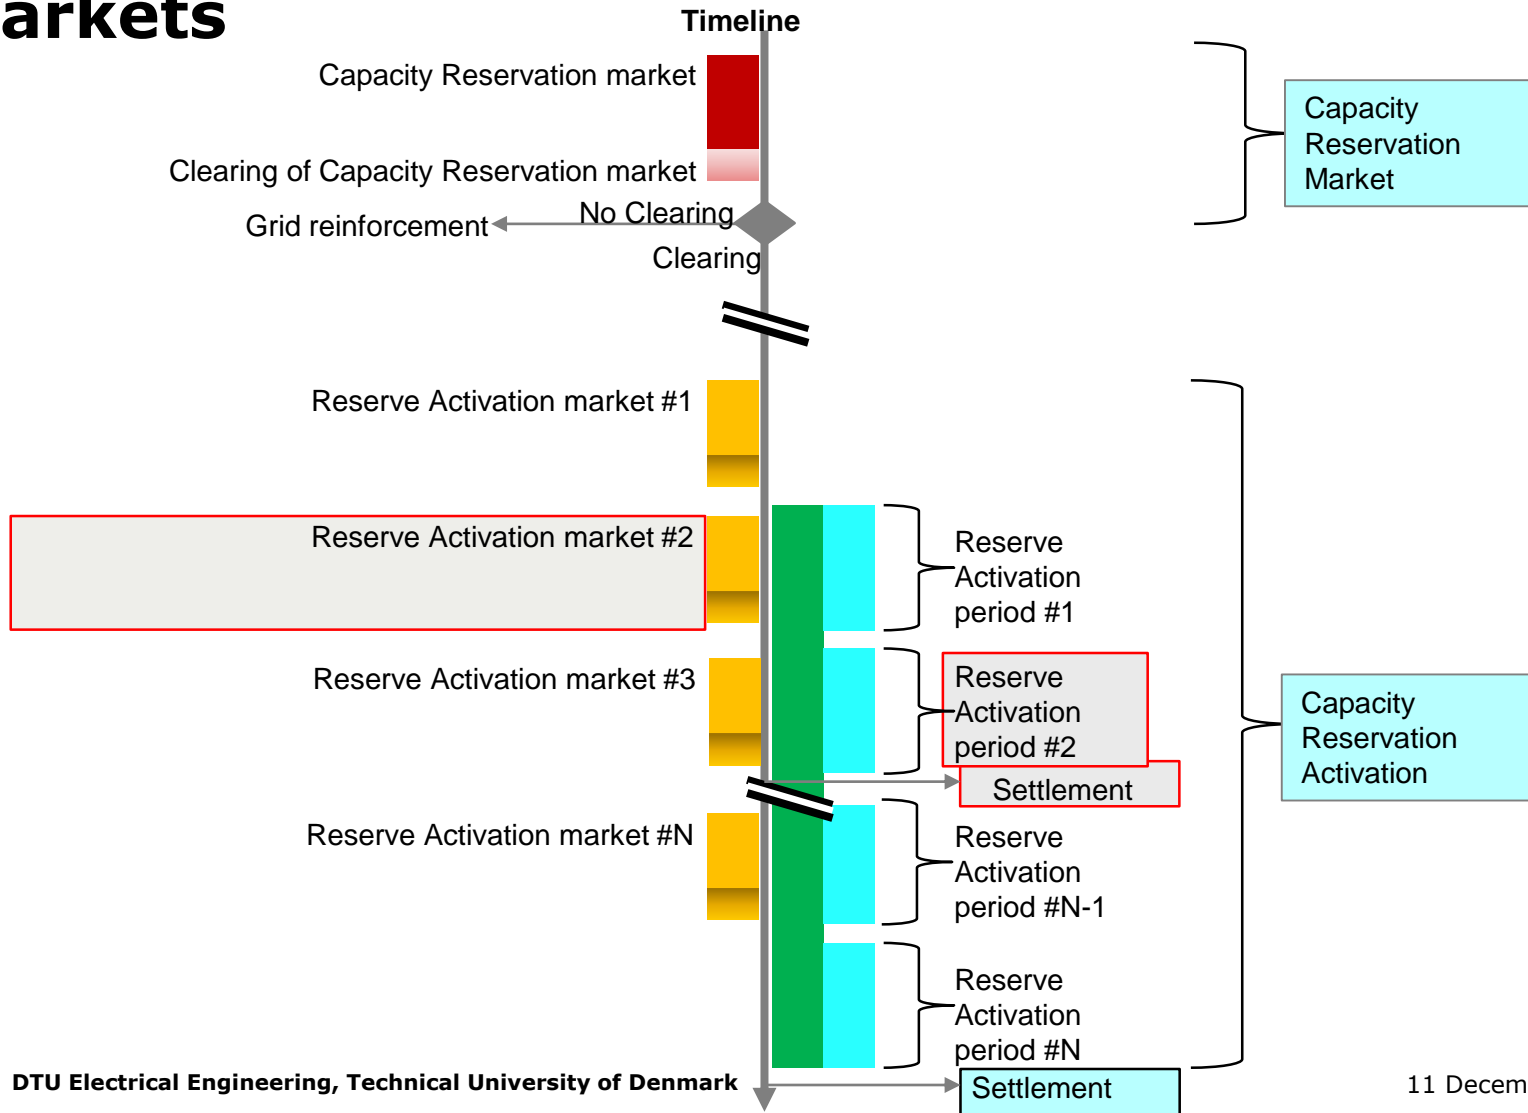 arkets
Timeline
Capacity Reservation market
Clearing of Capacity Reservation market
No Clearing
Grid reinforcement
Clearing
Capacity
Reservation
Market
Reserve Activation market #1
Reserve Activation market #2
Reserve
Activation
period #1
Reserve Activation market #3
Reserve
Activation
period #2
Settlement
Capacity
Reservation
Activation
Reserve Activation market #N
Reserve
Activation
period #N-1
Reserve
Activation
period #N
Settlement
DTU Electrical Engineering, Technical University of Denmark
11 Decem